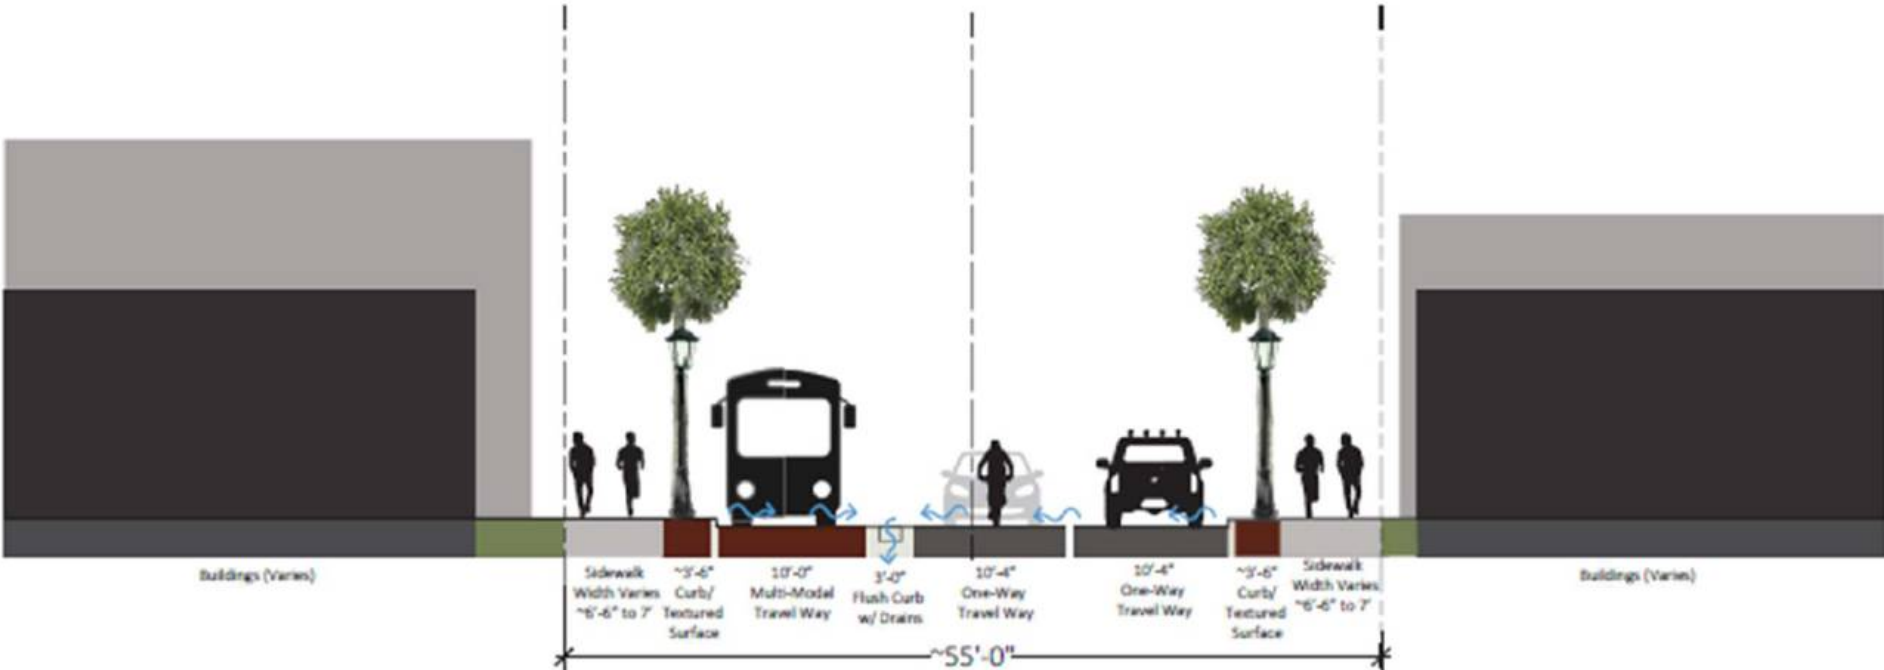 Buildings (Varies)
Sidewalk
Width Varies
~6'-6" to 7'
~3'-6"
Curb/
Textured
Surface
10'-0"
Multi-Modal
Travel Way
3'-0"
Flush Curb
w/ Drains
10'-4"
One-Way
Travel Way
10'-4"
One-Way
Travel Way
~3'-6"
Curb/
Textured
Surface
Sidewalk
Width Varies
~6'-6" to 7'
Buildings (Varies)
~55'-0"